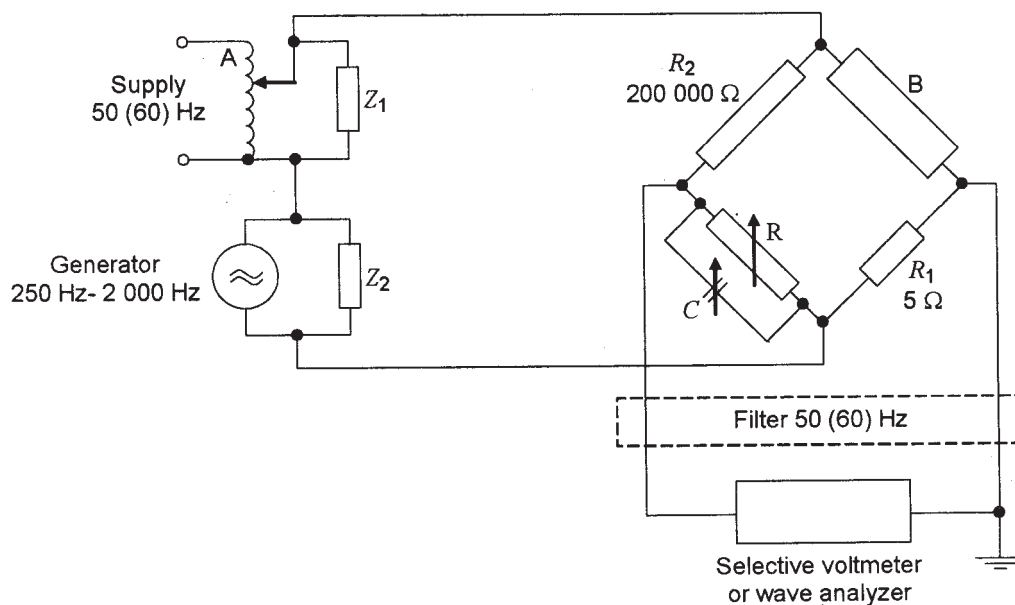 A
Supply
50 (60) Hz
Z1
Generator
250 Hz- 2 000 Hz
Z2
R2
200 000 Ω
B
R
C
R1
5 Ω
Filter 50 (60) Hz
Selective voltmeter
or wave analyzer